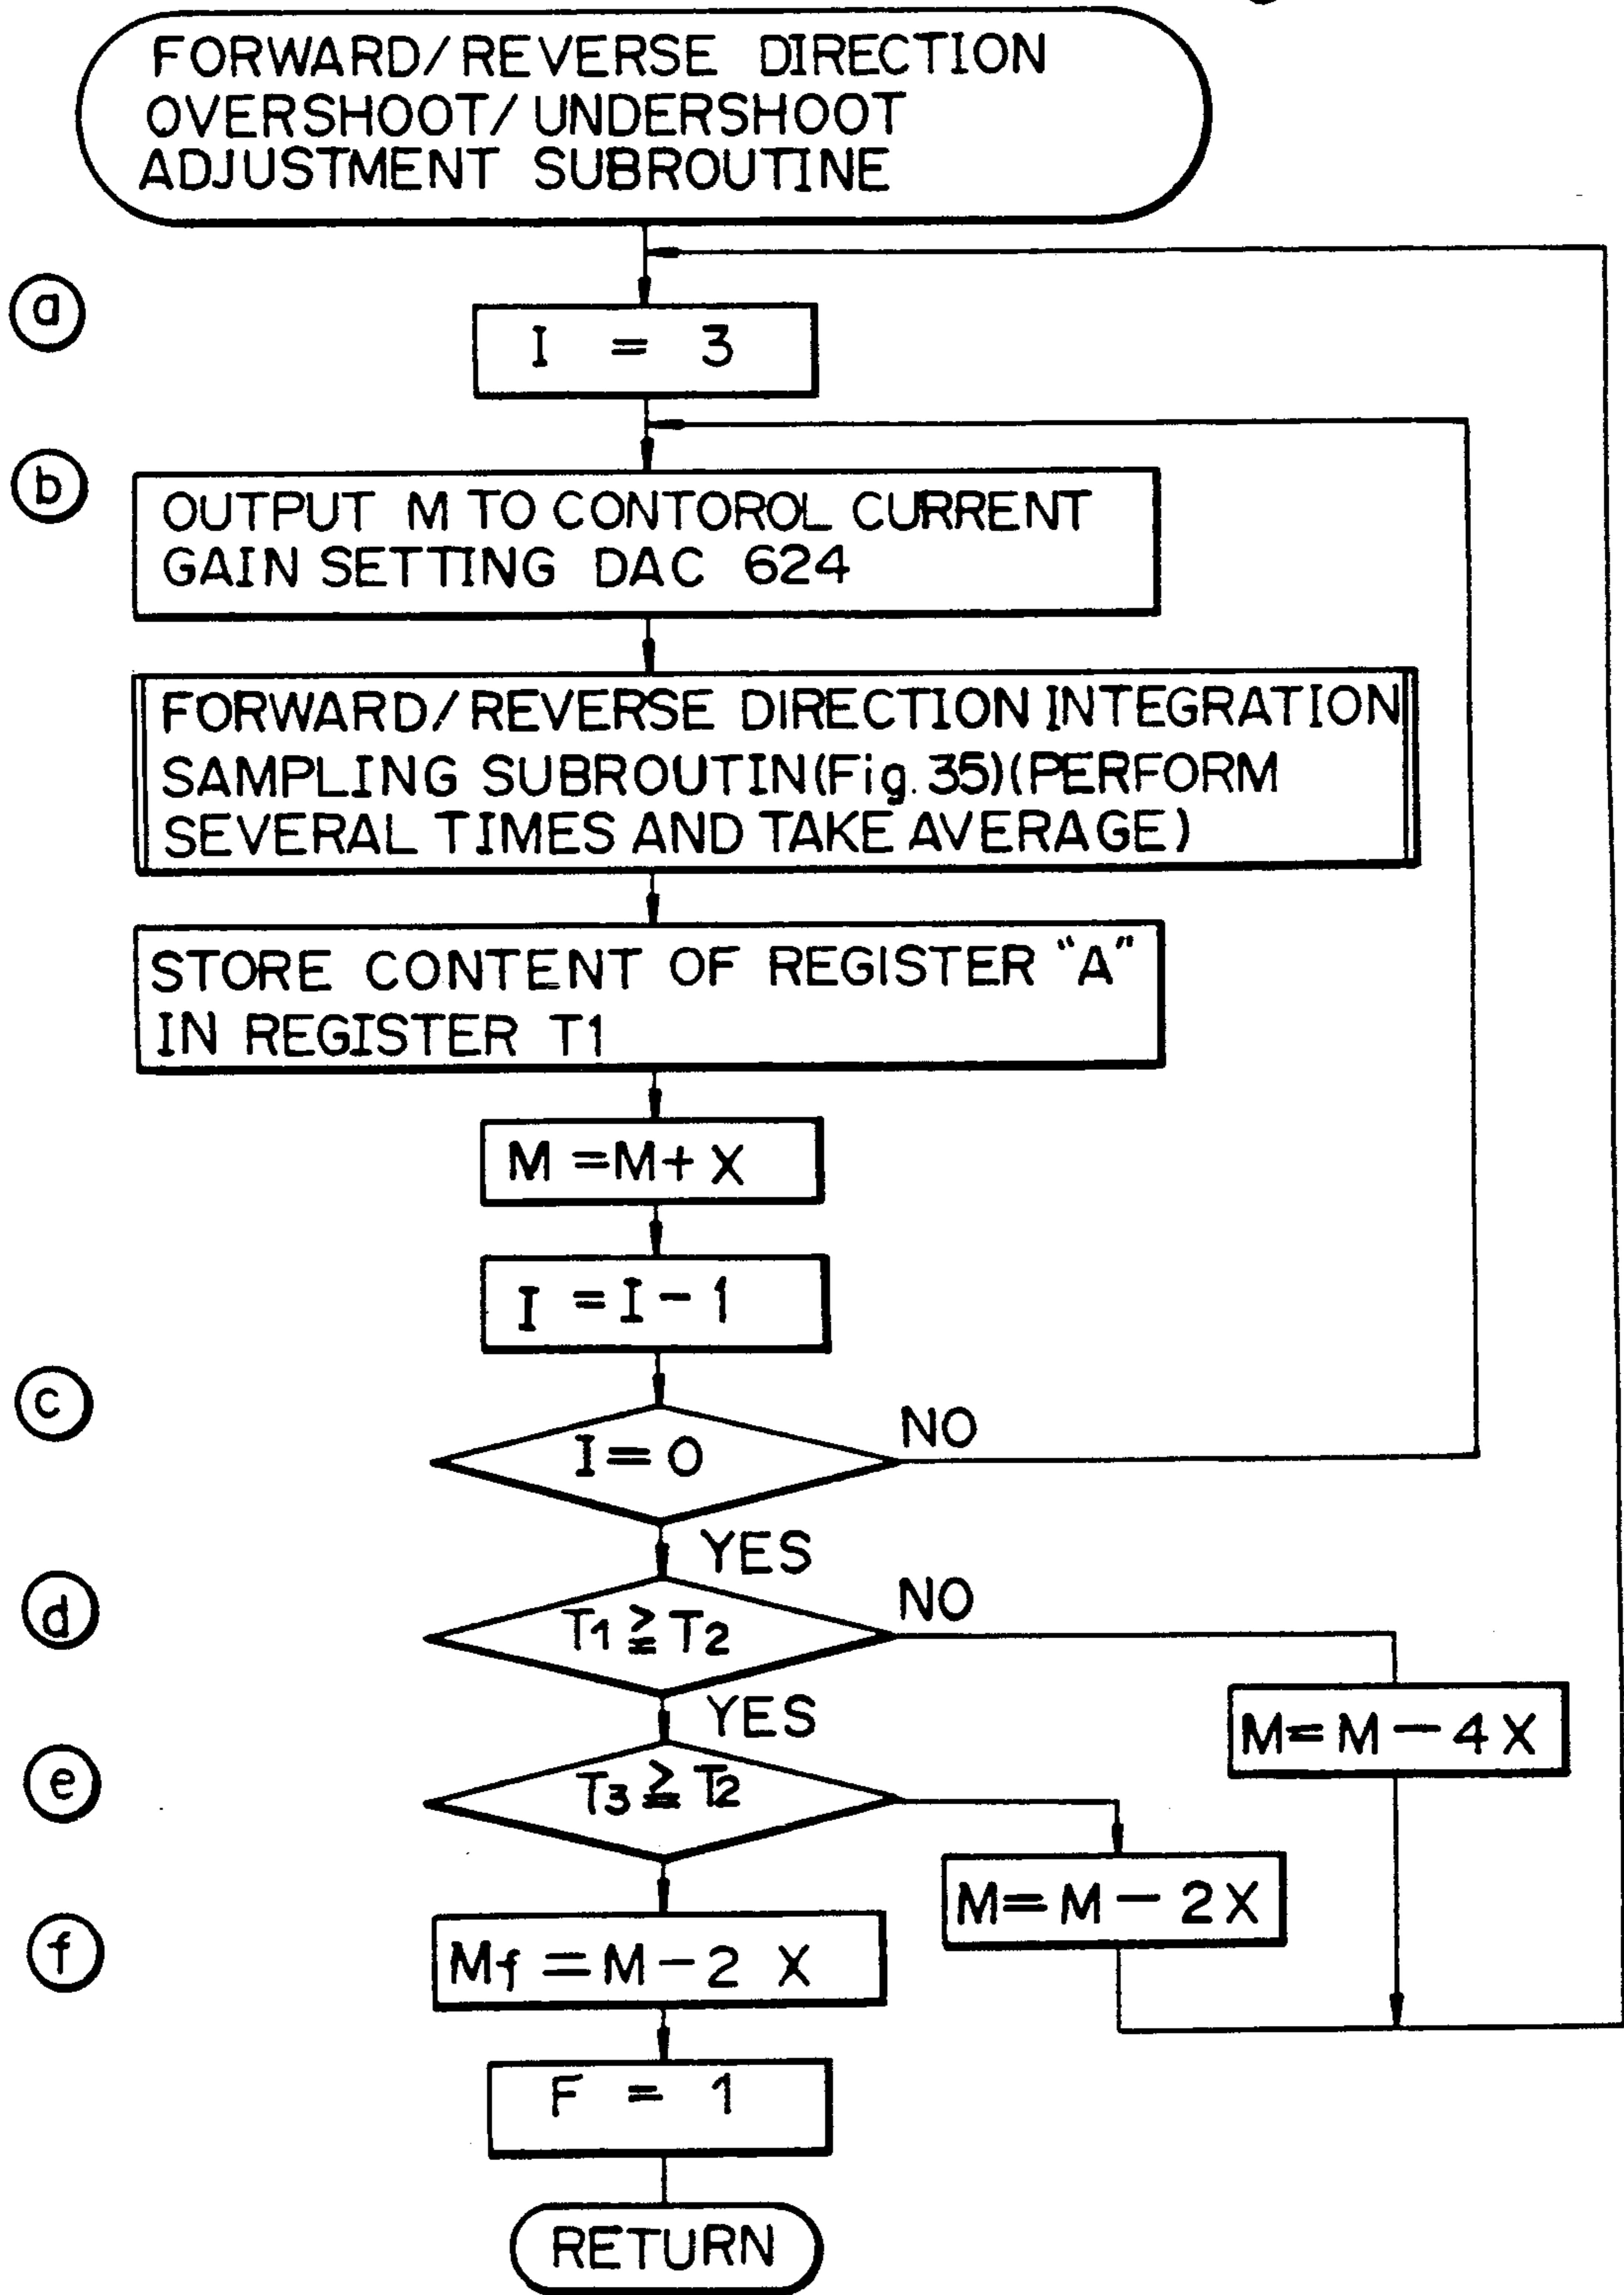 FORWARD/REVERSE DIRECTION
OVERSHOOT/UNDERSHOOT
ADJUSTMENT SUBROUTINE
a
I = 3
b
OUTPUT M TO CONTOROL CURRENT
GAIN SETTING DAC 624
FORWARD/REVERSE DIRECTION INTEGRATION
SAMPLING SUBROUTIN(Fig. 35)(PERFORM
SEVERAL TIMES AND TAKE AVERAGE)
STORE CONTENT OF REGISTER "A"
IN REGISTER T1
M = M + X
I = I - 1
c
I = 0
NO
YES
d
T1 ≧ T2
NO
YES
M = M - 4X
e
T3 ≧ T2
M = M - 2X
f
Mf = M - 2 X
F = 1
RETURN